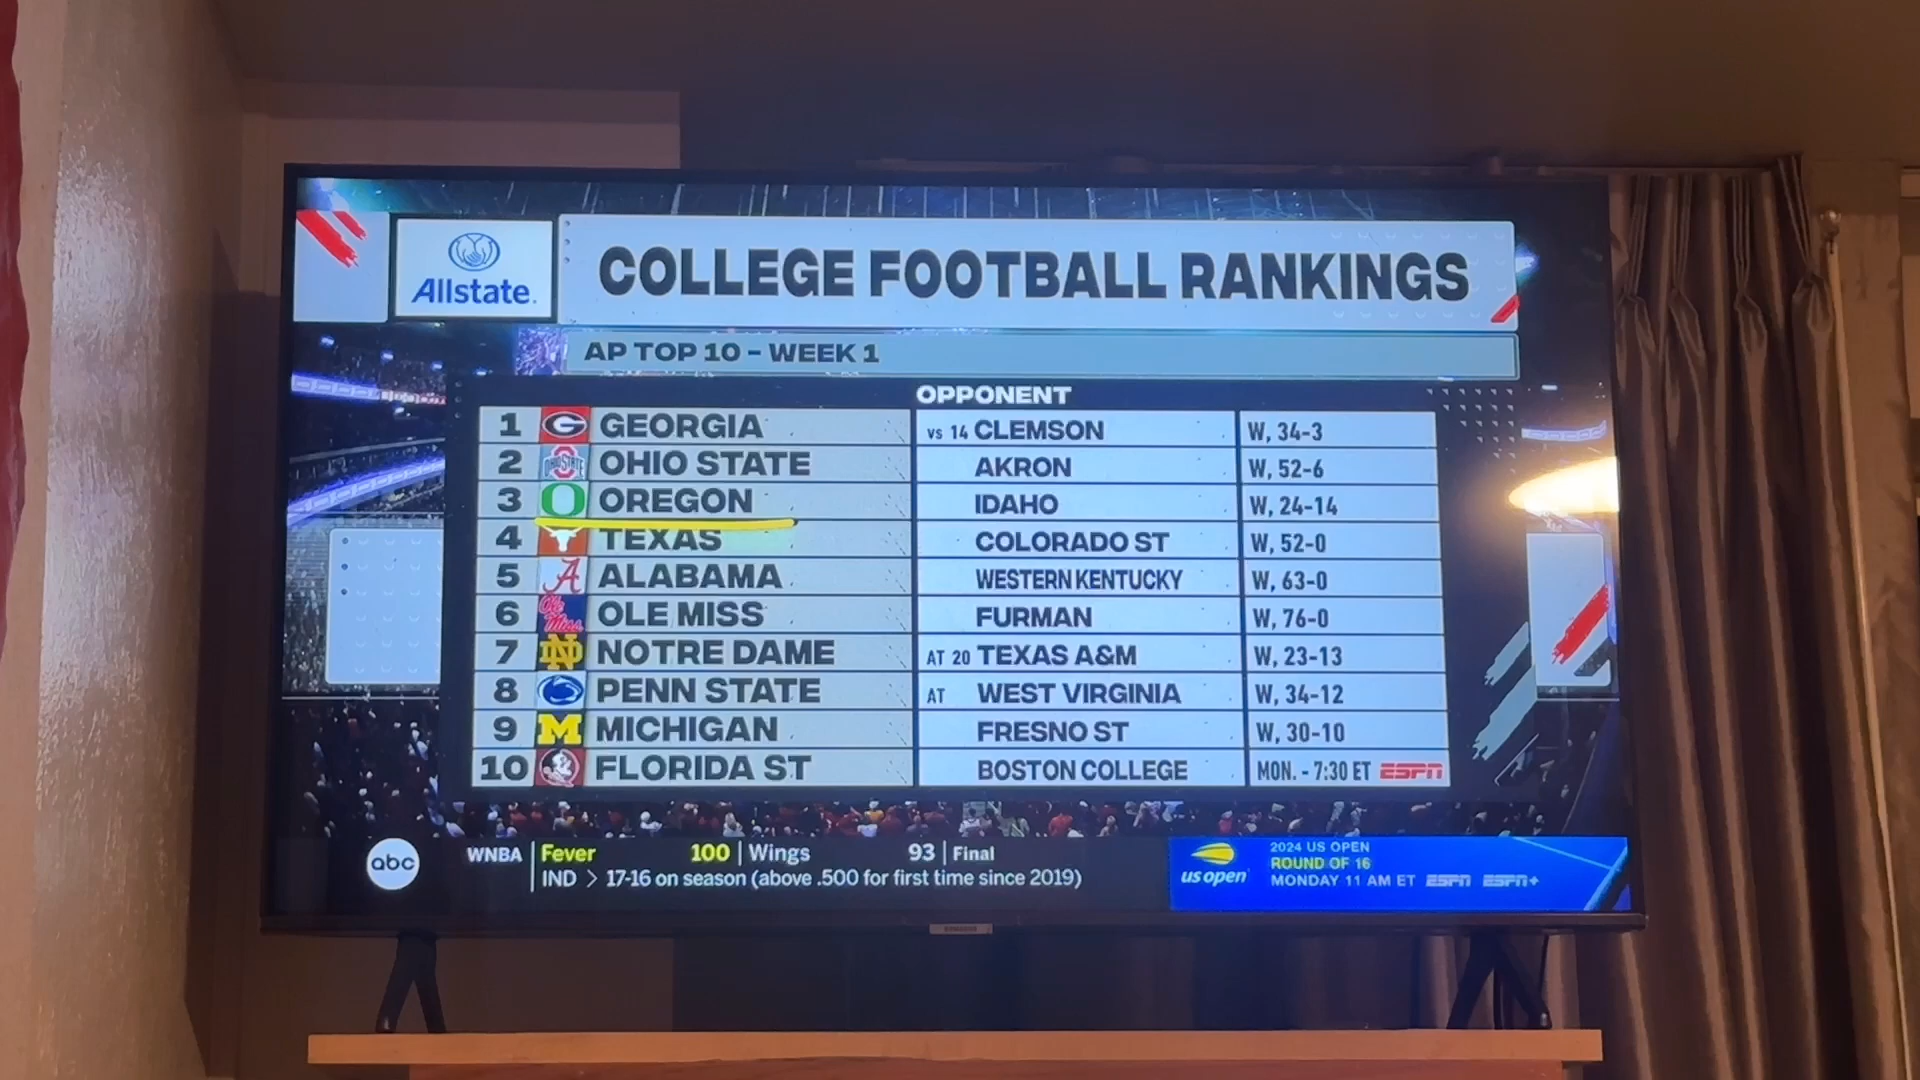 Allstate.
COLLEGE FOOTBALL RANKINGS
AP TOP 10 - WEEK 1
OPPONENT
1 G GEORGIA vs 14 CLEMSON W, 34-3
2 OHIO STATE OHIO STATE AKRON W, 52-6
3 O OREGON IDAHO W, 24-14
4 TEXAS COLORADO ST W, 52-0
5 A ALABAMA WESTERN KENTUCKY W, 63-0
6 Ole Miss OLE MISS FURMAN W, 76-0
7 ND NOTRE DAME AT 20 TEXAS A&M W, 23-13
8 PENN STATE AT WEST VIRGINIA W, 34-12
9 M MICHIGAN FRESNO ST W, 30-10
10 FLORIDA ST BOSTON COLLEGE MON. - 7:30 ET ESPN
abc WNBA Fever 100 Wings 93 Final
IND > 17-16 on season (above .500 for first time since 2019)
us open
2024 US OPEN
ROUND OF 16
MONDAY 11 AM ET ESPN ESPN+